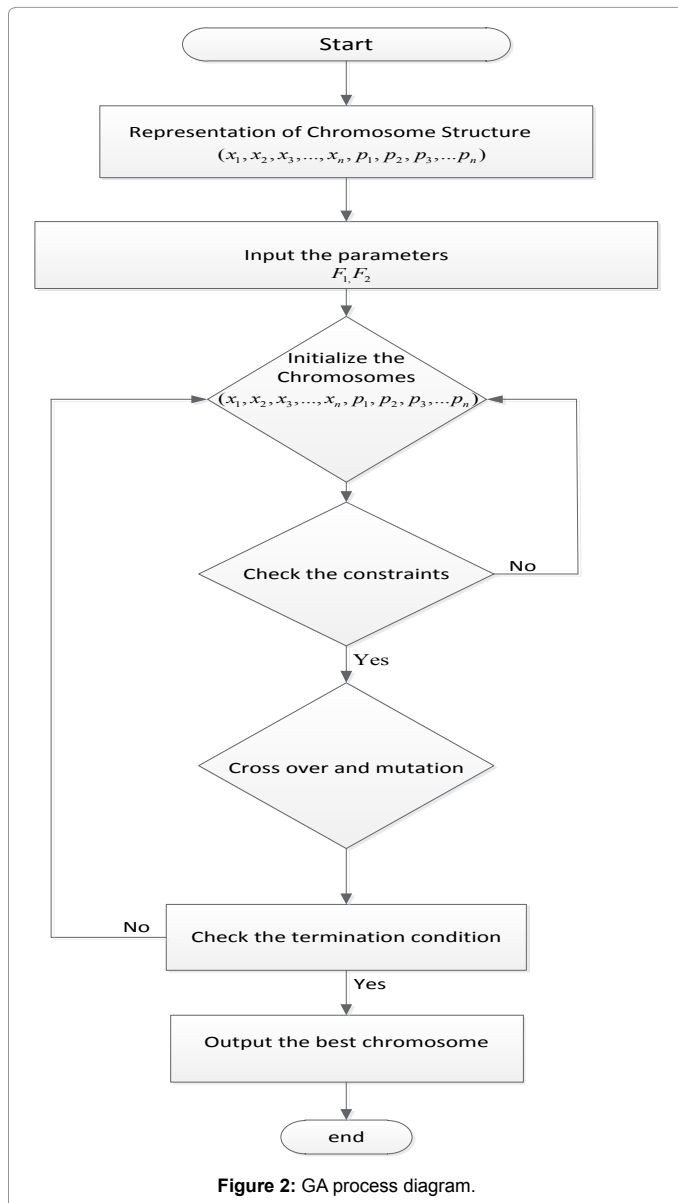 Start
Representation of Chromosome Structure
(x₁, x₂, x₃,..., xₙ, p₁, p₂, p₃,...pₙ)
Input the parameters
F₁, F₂
Initialize the
Chromosomes
(x₁, x₂, x₃,..., xₙ, p₁, p₂, p₃,...pₙ)
Check the constraints
No
Yes
Cross over and mutation
No
Check the termination condition
Yes
Output the best chromosome
end
Figure 2: GA process diagram.